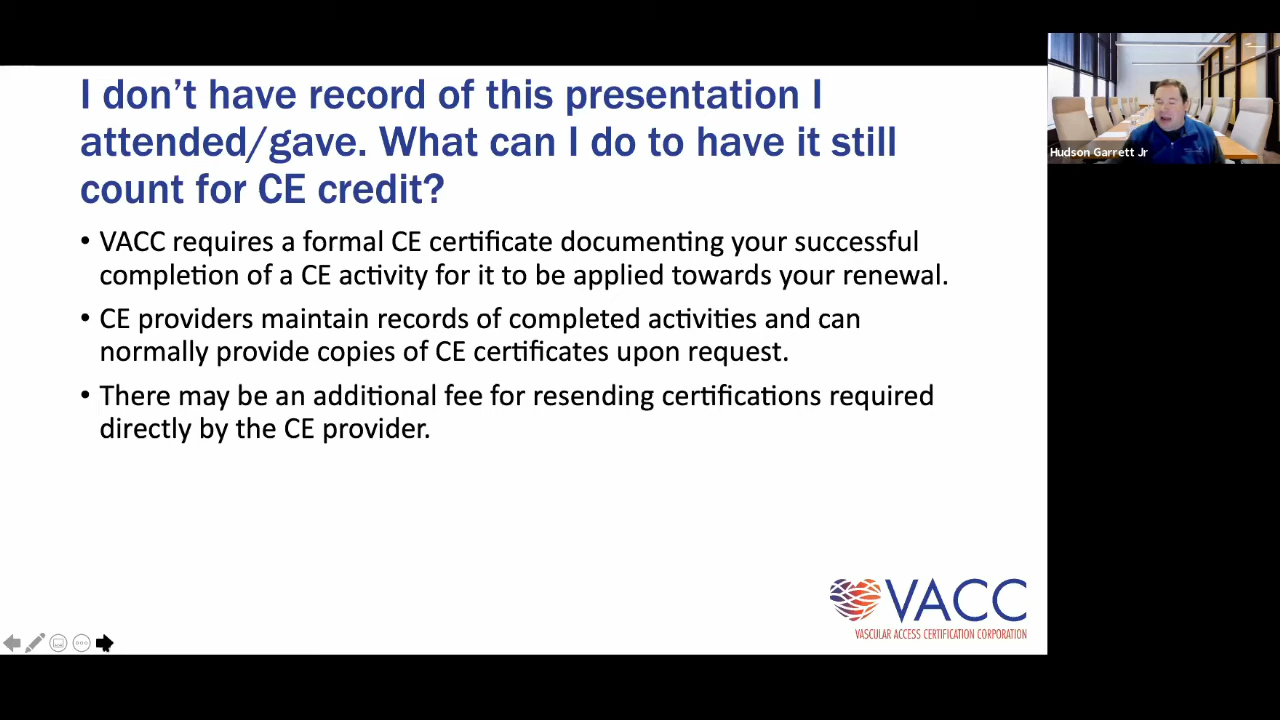 I don’t have record of this presentation I
attended/gave. What can I do to have it still
count for CE credit?
• VACC requires a formal CE certificate documenting your successful
completion of a CE activity for it to be applied towards your renewal.
• CE providers maintain records of completed activities and can
normally provide copies of CE certificates upon request.
• There may be an additional fee for resending certifications required
directly by the CE provider.
VACC
VASCULAR ACCESS CERTIFICATION CORPORATION
Hudson Garrett Jr